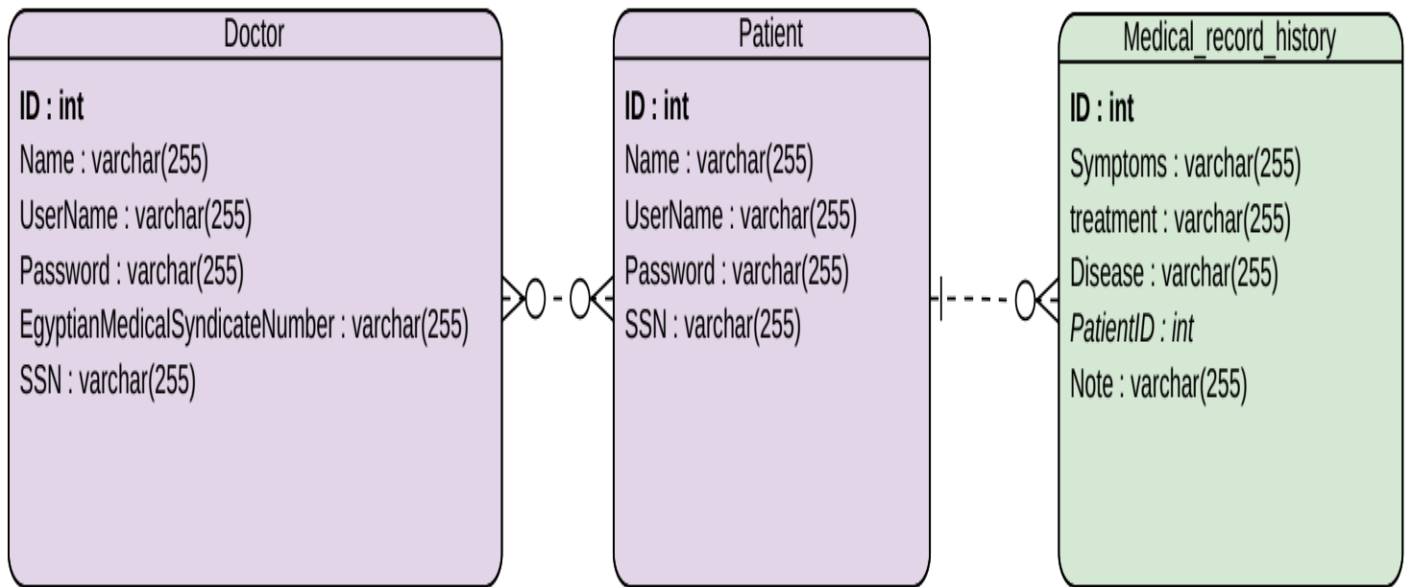 Doctor
ID : int
Name : varchar(255)
UserName : varchar(255)
Password : varchar(255)
EgyptianMedicalSyndicateNumber : varchar(255)
SSN : varchar(255)
Patient
ID : int
Name : varchar(255)
UserName : varchar(255)
Password : varchar(255)
SSN : varchar(255)
Medical_record_history
ID : int
Symptoms : varchar(255)
treatment : varchar(255)
Disease : varchar(255)
PatientID : int
Note : varchar(255)